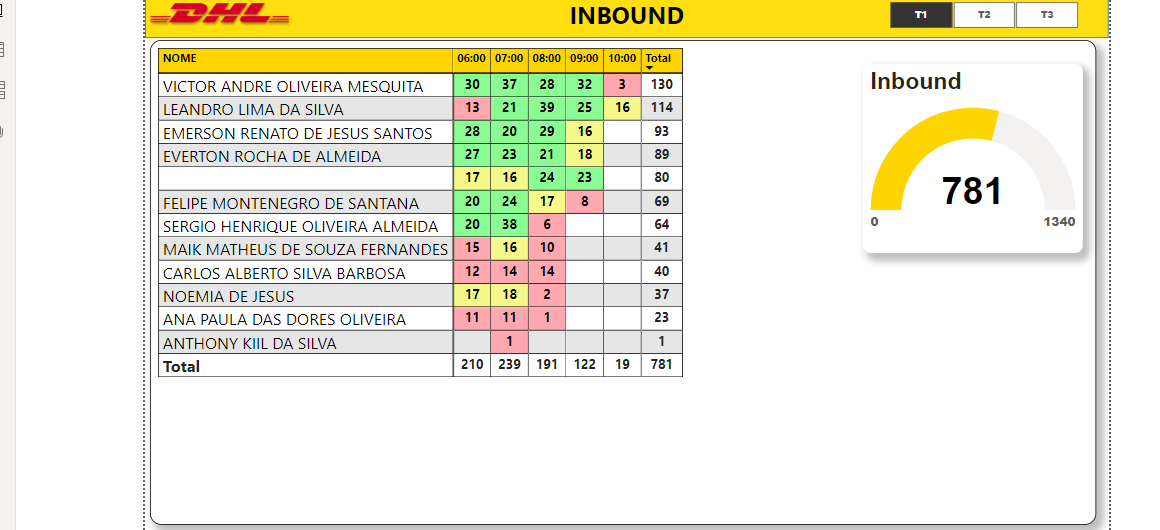 DHL INBOUND T1 T2 T3
NOME 06:00 07:00 08:00 09:00 10:00 Total
VICTOR ANDRE OLIVEIRA MESQUITA 30 37 28 32 3 130
LEANDRO LIMA DA SILVA 13 21 39 25 16 114
EMERSON RENATO DE JESUS SANTOS 28 20 29 16 93
EVERTON ROCHA DE ALMEIDA 27 23 21 18 89
17 16 24 23 80
FELIPE MONTENEGRO DE SANTANA 20 24 17 8 69
SERGIO HENRIQUE OLIVEIRA ALMEIDA 20 38 6 64
MAIK MATHEUS DE SOUZA FERNANDES 15 16 10 41
CARLOS ALBERTO SILVA BARBOSA 12 14 14 40
NOEMIA DE JESUS 17 18 2 37
ANA PAULA DAS DORES OLIVEIRA 11 11 1 23
ANTHONY KIIL DA SILVA 1 1
Total 210 239 191 122 19 781
Inbound
781
0 1340